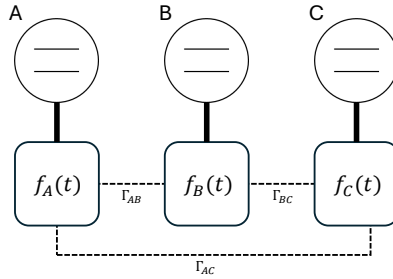 A B C
f_A(t) f_B(t) f_C(t)
Γ_AB Γ_BC
Γ_AC